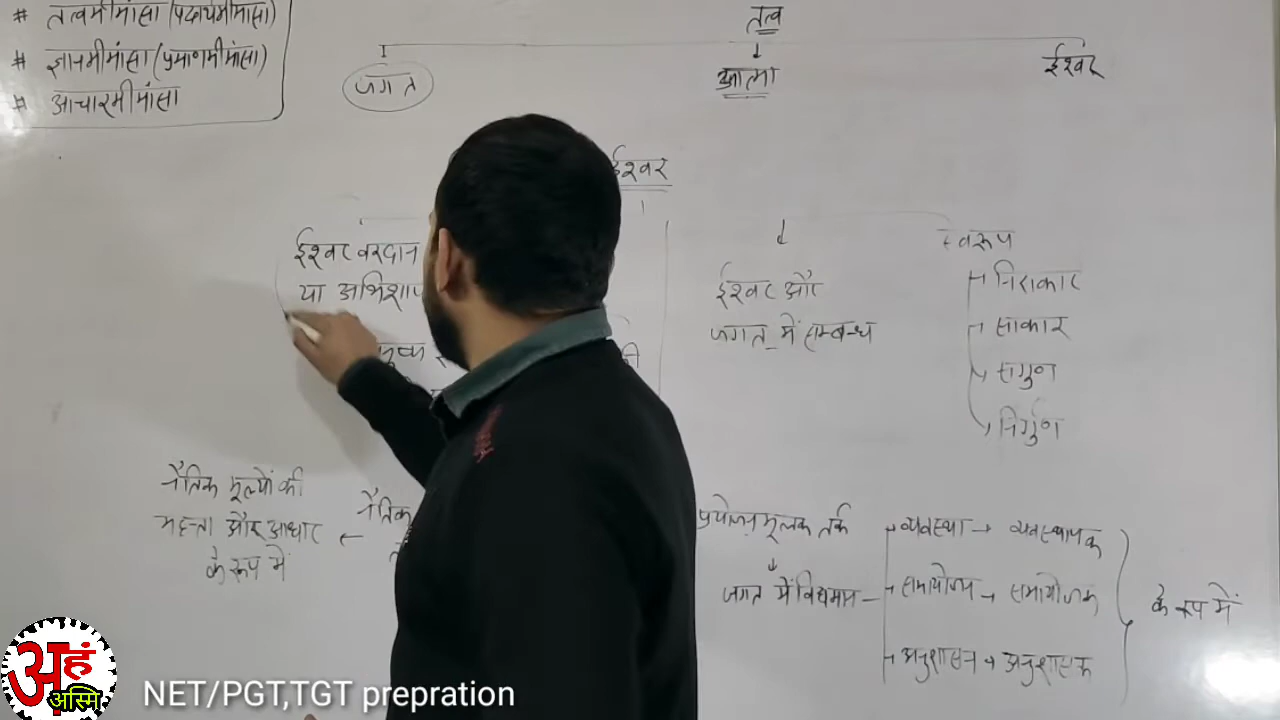 # तत्वमीमांसा (पदार्थमीमांसा)
# ज्ञानमीमांसा (प्रमाणमीमांसा)
# आचारमीमांसा
तत्व
जगत
आत्मा
ईश्वर
ईश्वर
ईश्वर वरदान
या अभिशाप
ईश्वर और
जगत में सम्बन्ध
स्वरूप
निराकार
साकार
सगुण
निर्गुण
नैतिक मूल्यों की
महत्ता और आधार
के रूप में
नैतिक
प्रयोजनमूलक तर्क
जगत में विद्यमान
व्यवस्था → व्यवस्थापक
समायोजन → समायोजक
अनुशासन → अनुशासक
के रूप में
अहं
अस्मि
NET/PGT,TGT prepration